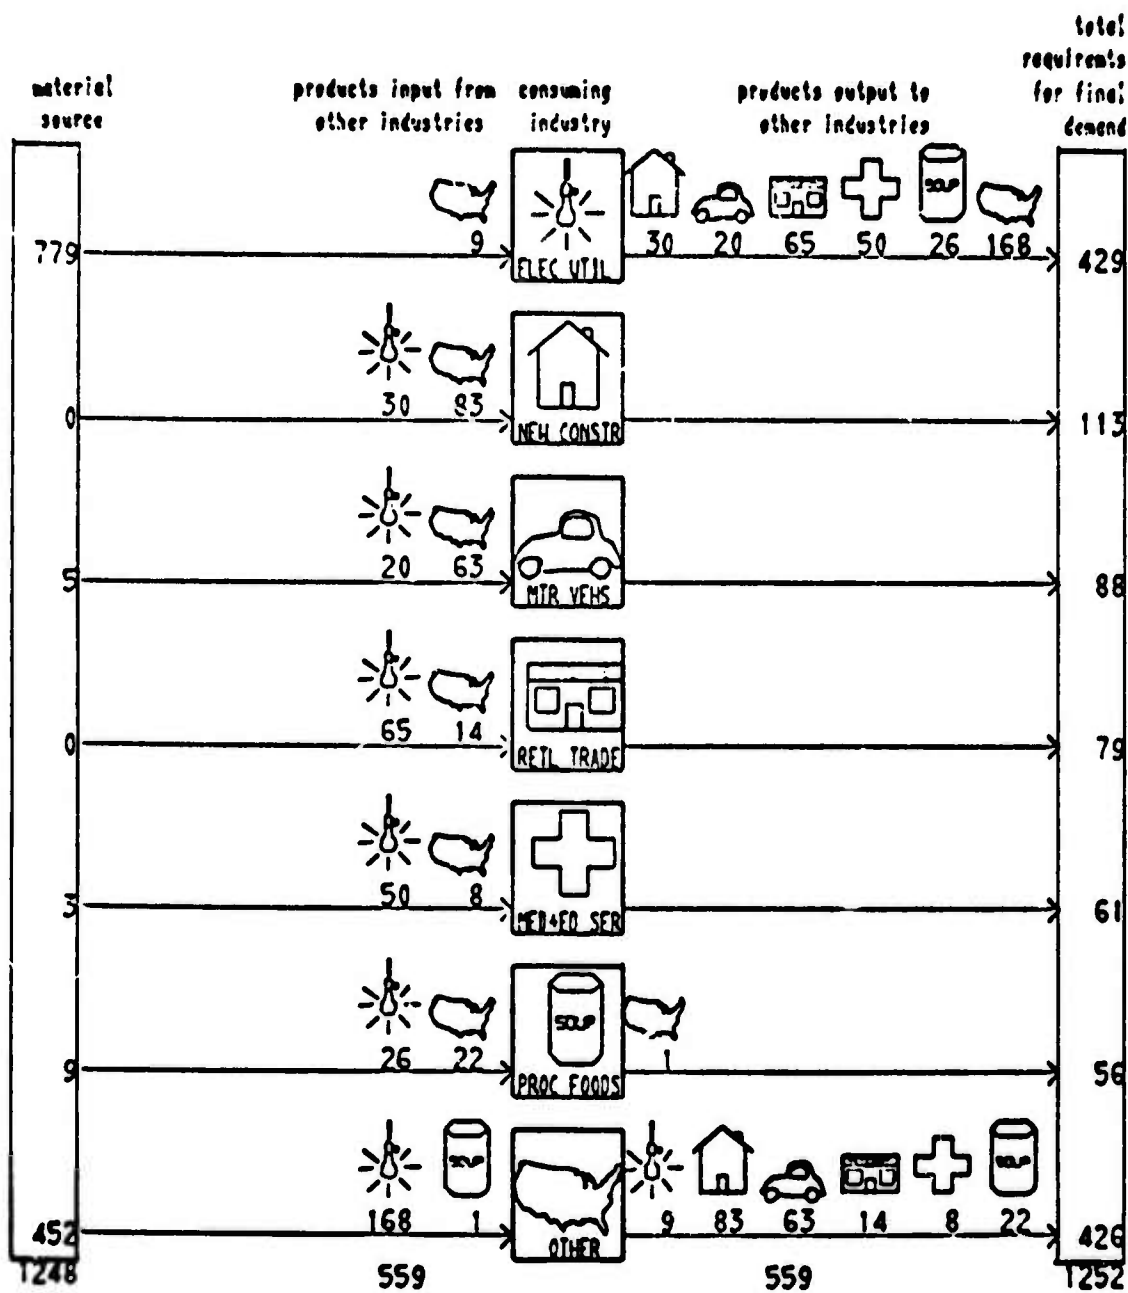 total
requirements
material products input from consuming products output to for final
source other industries industry other industries demand
SOUP
9 30 20 65 50 26 168
779 ELEC UTIL 429
30 83
0 NEW CONSTR 113
20 63
5 MTR VEHS 88
65 14
0 RETL TRADE 79
50 8
3 MED+ED SER 61
SOUP
26 22 1
9 PROC FOODS 56
SOUP SOUP
168 1 9 83 63 14 8 22
452 OTHER 426
1248 559 559 1252